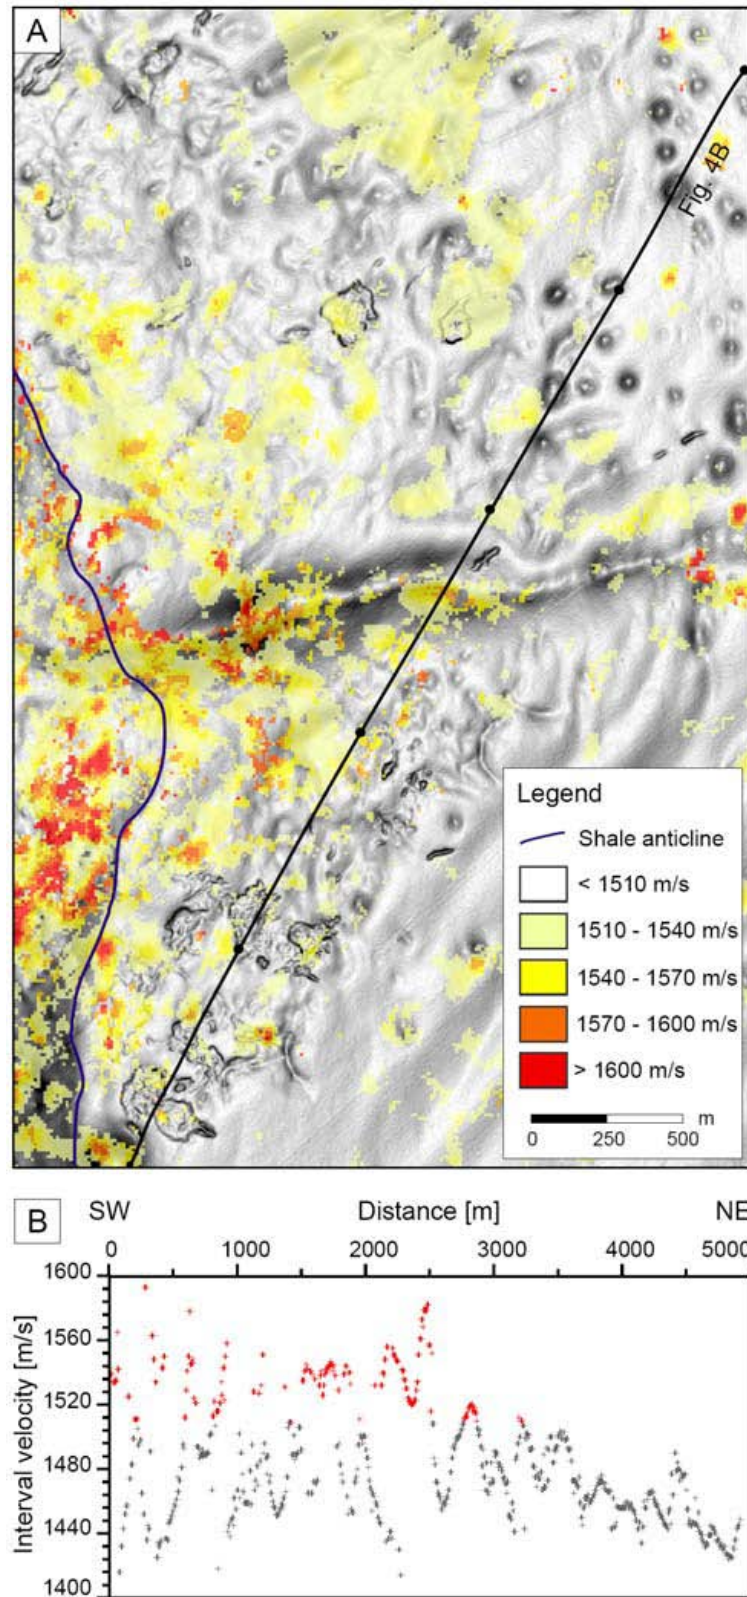 A
Fig. 4B
Legend
Shale anticline
< 1510 m/s
1510 - 1540 m/s
1540 - 1570 m/s
1570 - 1600 m/s
> 1600 m/s
m
0 250 500
B SW Distance [m] NE
0 1000 2000 3000 4000 5000
Interval velocity [m/s]
1600
1560
1520
1480
1440
1400